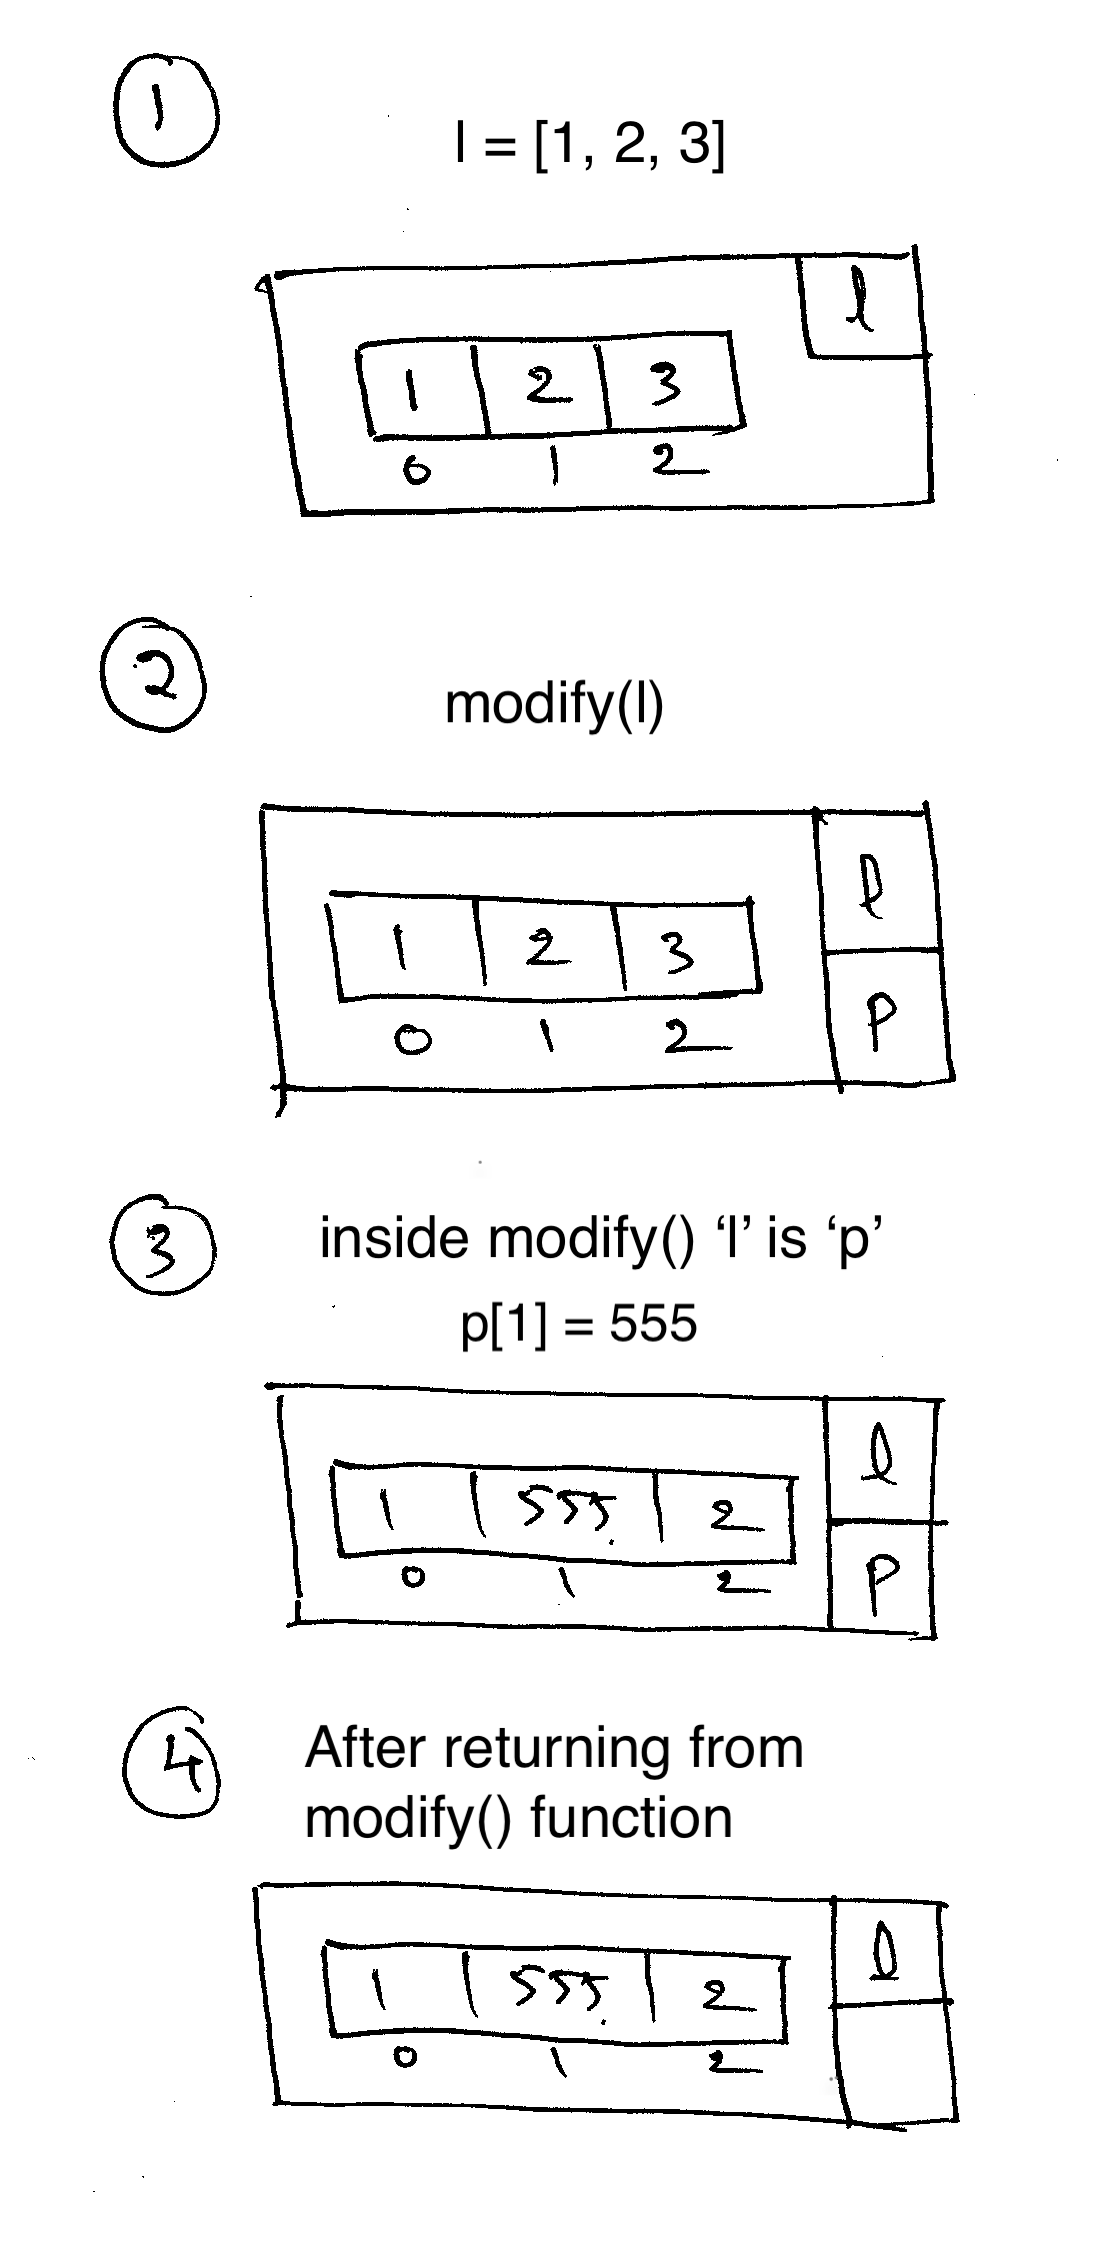 1
l = [1, 2, 3]
l
1 2 3
0 1 2
2
modify(l)
l
1 2 3
p
0 1 2
3
inside modify() ‘l’ is ‘p’
p[1] = 555
l
1 555 2
p
0 1 2
4
After returning from
modify() function
l
1 555 2
0 1 2